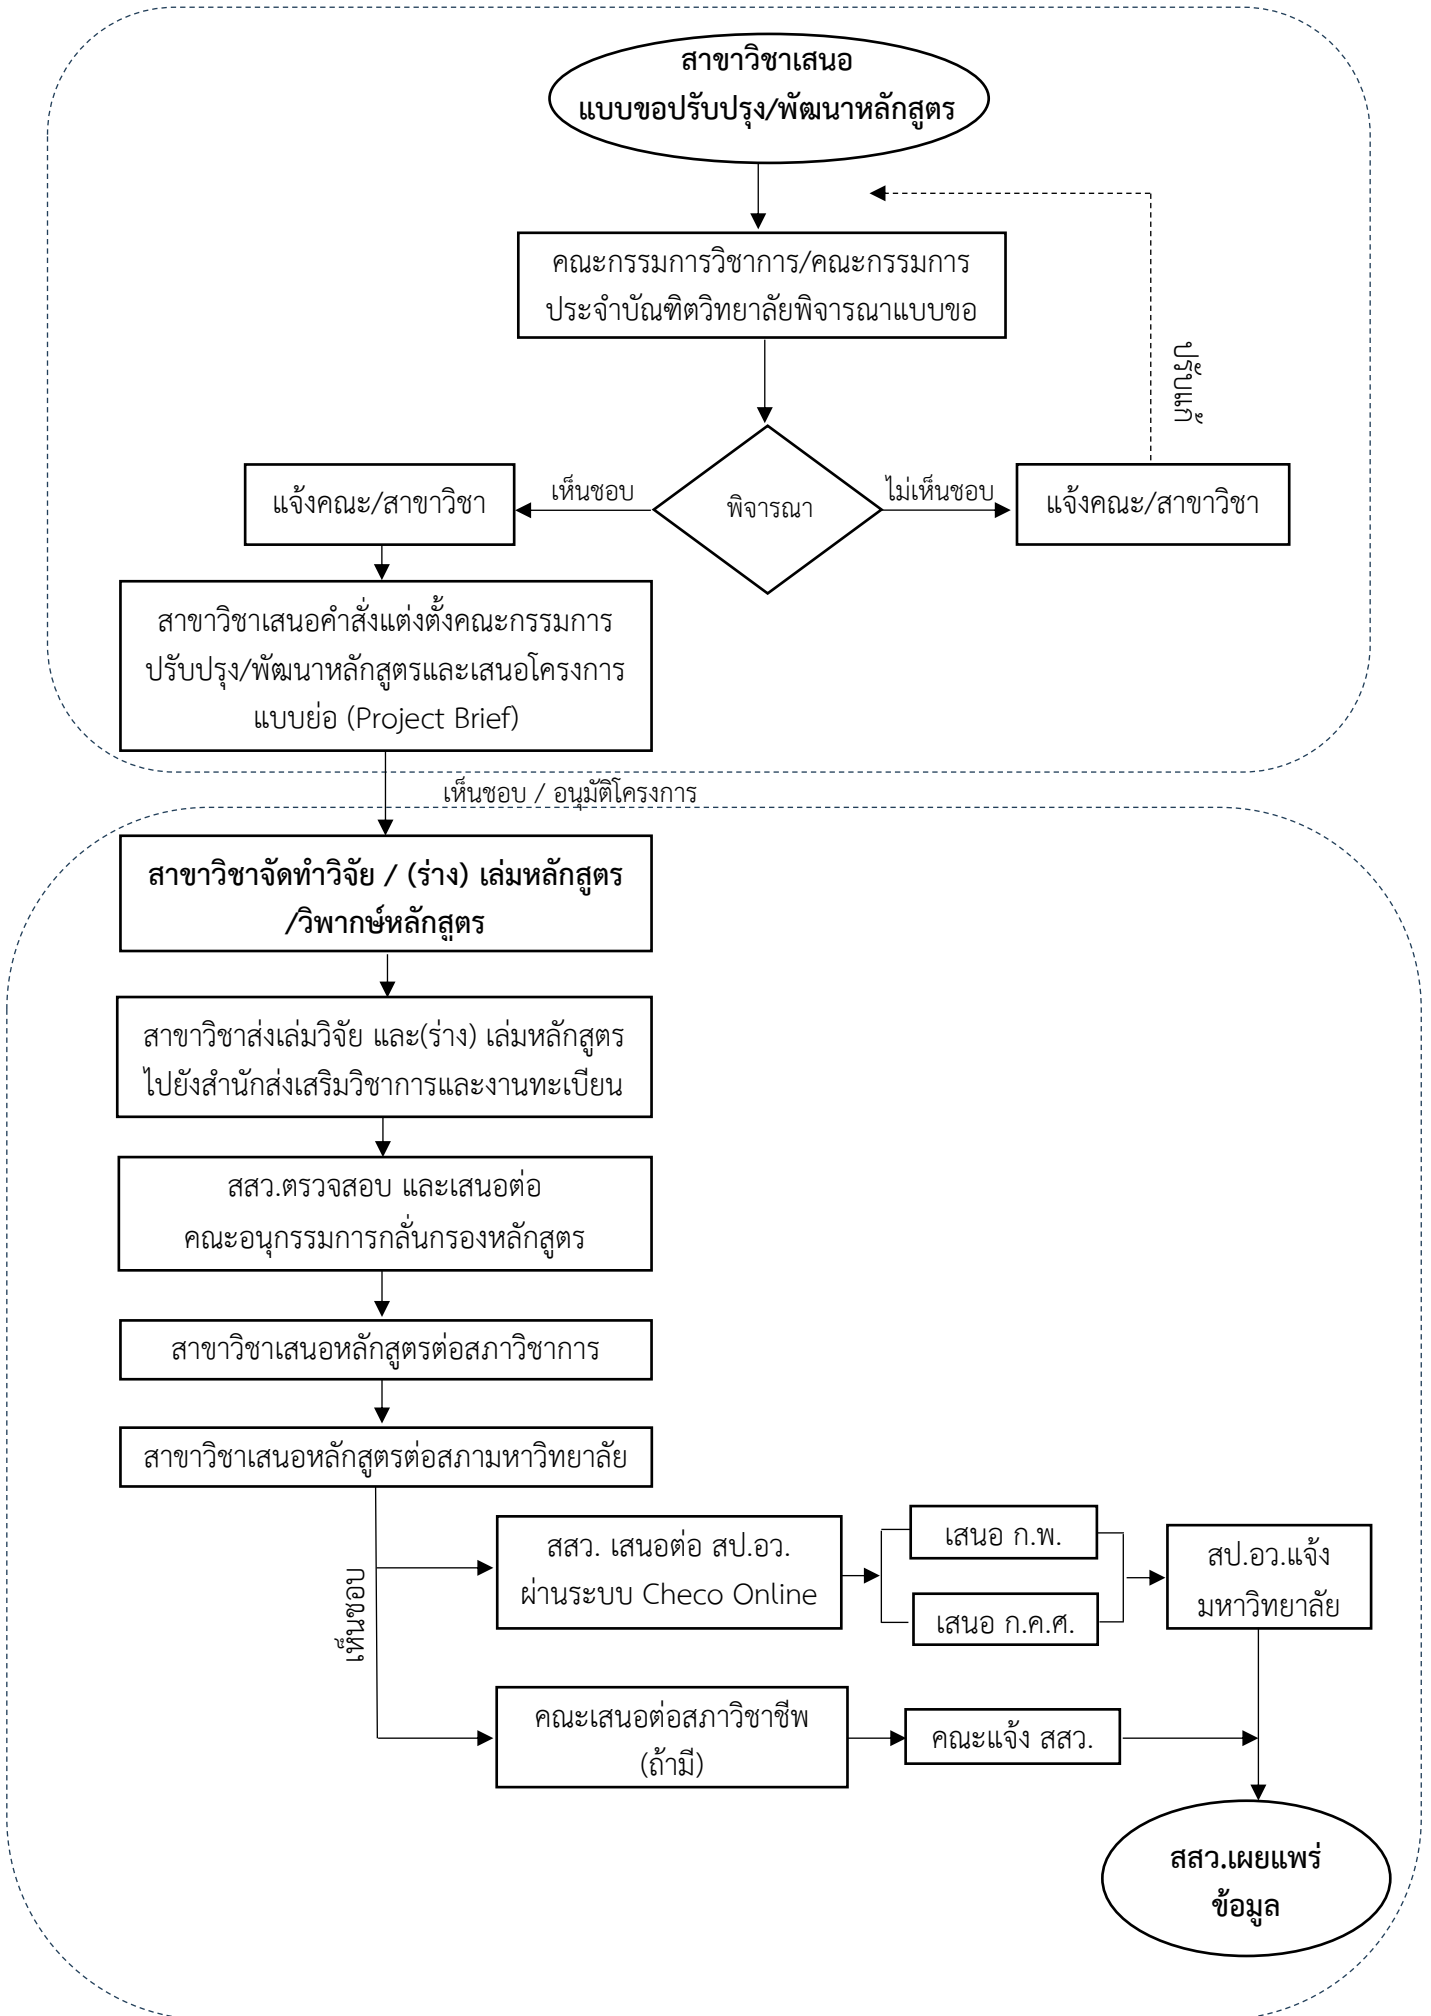 สาขาวิชาเสนอ
แบบขอปรับปรุง/พัฒนาหลักสูตร
คณะกรรมการวิชาการ/คณะกรรมการ
ประจำบัณฑิตวิทยาลัยพิจารณาแบบขอ
ปรับแก้
แจ้งคณะ/สาขาวิชา
เห็นชอบ
พิจารณา
ไม่เห็นชอบ
แจ้งคณะ/สาขาวิชา
สาขาวิชาเสนอคำสั่งแต่งตั้งคณะกรรมการ
ปรับปรุง/พัฒนาหลักสูตรและเสนอโครงการ
แบบย่อ (Project Brief)
เห็นชอบ / อนุมัติโครงการ
สาขาวิชาจัดทำวิจัย / (ร่าง) เล่มหลักสูตร
/วิพากษ์หลักสูตร
สาขาวิชาส่งเล่มวิจัย และ(ร่าง) เล่มหลักสูตร
ไปยังสำนักส่งเสริมวิชาการและงานทะเบียน
สสว.ตรวจสอบ และเสนอต่อ
คณะอนุกรรมการกลั่นกรองหลักสูตร
สาขาวิชาเสนอหลักสูตรต่อสภาวิชาการ
สาขาวิชาเสนอหลักสูตรต่อสภามหาวิทยาลัย
เห็นชอบ
สสว. เสนอต่อ สป.อว.
ผ่านระบบ Checo Online
เสนอ ก.พ.
เสนอ ก.ค.ศ.
สป.อว.แจ้ง
มหาวิทยาลัย
คณะเสนอต่อสภาวิชาชีพ
(ถ้ามี)
คณะแจ้ง สสว.
สสว.เผยแพร่
ข้อมูล